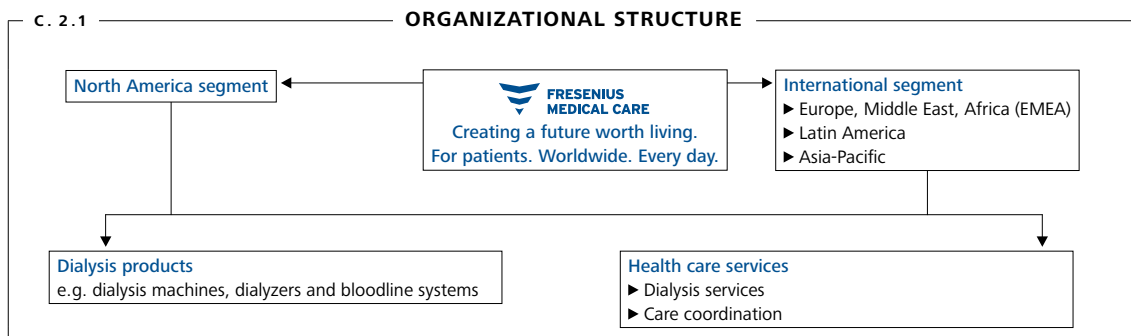 C. 2.1
ORGANIZATIONAL STRUCTURE
North America segment
FRESENIUS
MEDICAL CARE
Creating a future worth living.
For patients. Worldwide. Every day.
International segment
▶ Europe, Middle East, Africa (EMEA)
▶ Latin America
▶ Asia-Pacific
Dialysis products
e.g. dialysis machines, dialyzers and bloodline systems
Health care services
▶ Dialysis services
▶ Care coordination